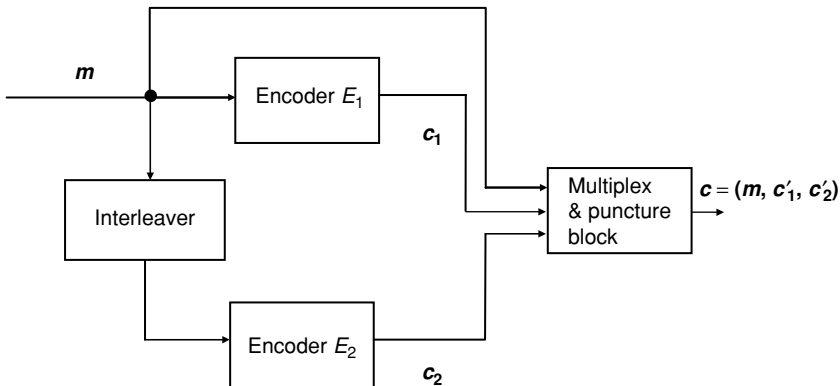 m
Encoder E₁
c₁
Interleaver
Multiplex
& puncture
block
c = (m, c′₁, c′₂)
Encoder E₂
c₂